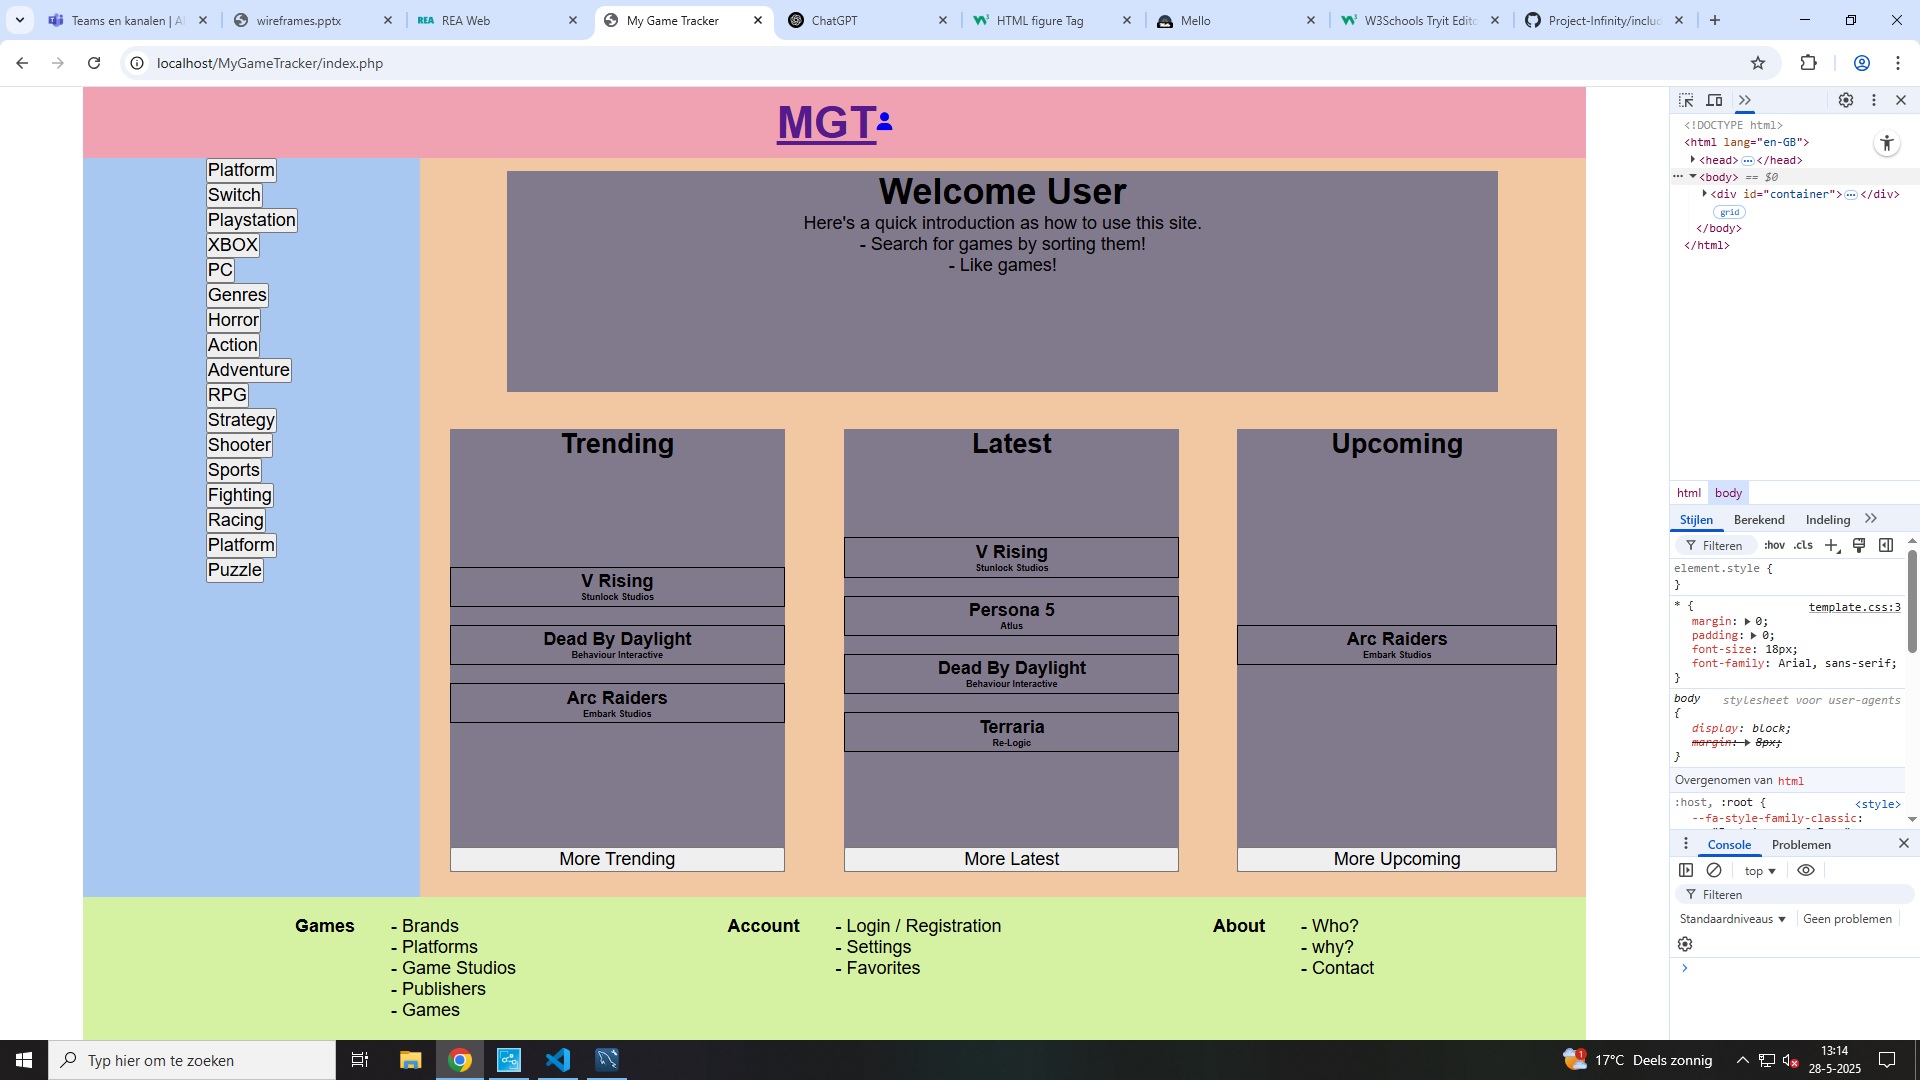 Teams en kanalen | Al
wireframes.pptx
REA REA Web
My Game Tracker
ChatGPT
HTML figure Tag
Mello
W3Schools Tryit Edito
Project-Infinity/includ
localhost/MyGameTracker/index.php
MGT
Platform
Switch
Playstation
XBOX
PC
Genres
Horror
Action
Adventure
RPG
Strategy
Shooter
Sports
Fighting
Racing
Platform
Puzzle
Welcome User
Here's a quick introduction as how to use this site.
- Search for games by sorting them!
- Like games!
Trending
V Rising
Stunlock Studios
Dead By Daylight
Behaviour Interactive
Arc Raiders
Embark Studios
More Trending
Latest
V Rising
Stunlock Studios
Persona 5
Atlus
Dead By Daylight
Behaviour Interactive
Terraria
Re-Logic
More Latest
Upcoming
Arc Raiders
Embark Studios
More Upcoming
Games
- Brands
- Platforms
- Game Studios
- Publishers
- Games
Account
- Login / Registration
- Settings
- Favorites
About
- Who?
- why?
- Contact
<!DOCTYPE html>
<html lang="en-GB">
<head> ⋯ </head>
<body> == $0
<div id="container"> ⋯ </div>
grid
</body>
</html>
html body
Stijlen Berekend Indeling
Filteren :hov .cls
element.style {
}
* { template.css:3
margin: 0;
padding: 0;
font-size: 18px;
font-family: Arial, sans-serif;
}
body stylesheet voor user-agents
{
display: block;
margin: 8px;
}
Overgenomen van html
:host, :root { <style>
--fa-style-family-classic:
Console Problemen
top
Filteren
Standaardniveaus Geen problemen
Typ hier om te zoeken
1
17°C Deels zonnig
13:14
28-5-2025